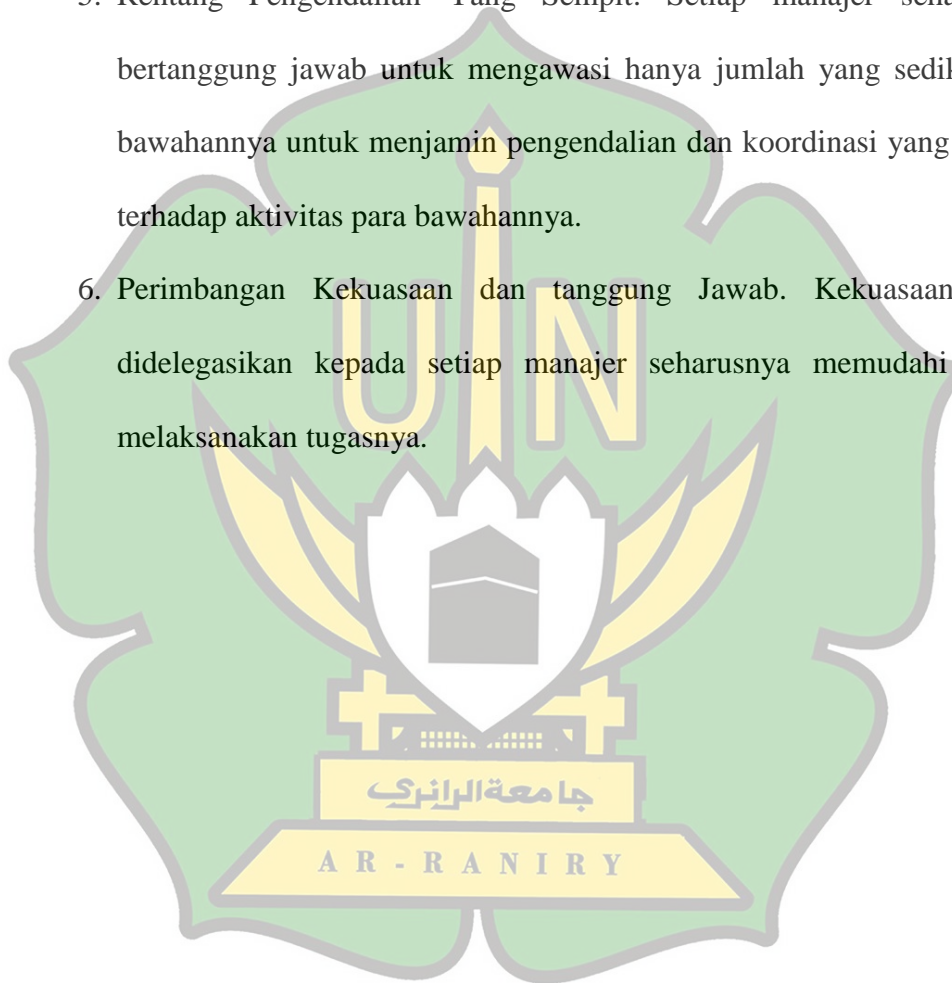 5. Rentang Pengendalian Yang Sempit. Setiap manajer
bertanggung jawab untuk mengawasi hanya jumlah yang
bawahannya untuk menjamin pengendalian dan koordinasi yang
terhadap aktivitas para bawahannya.
6. Perimbangan Kekuasaan dan tanggung Jawab. Kekuasaan
didelegasikan kepada setiap manajer seharusnya memudahi
melaksanakan tugasnya.
UIN
جامعة الرانري
AR-RANIRY